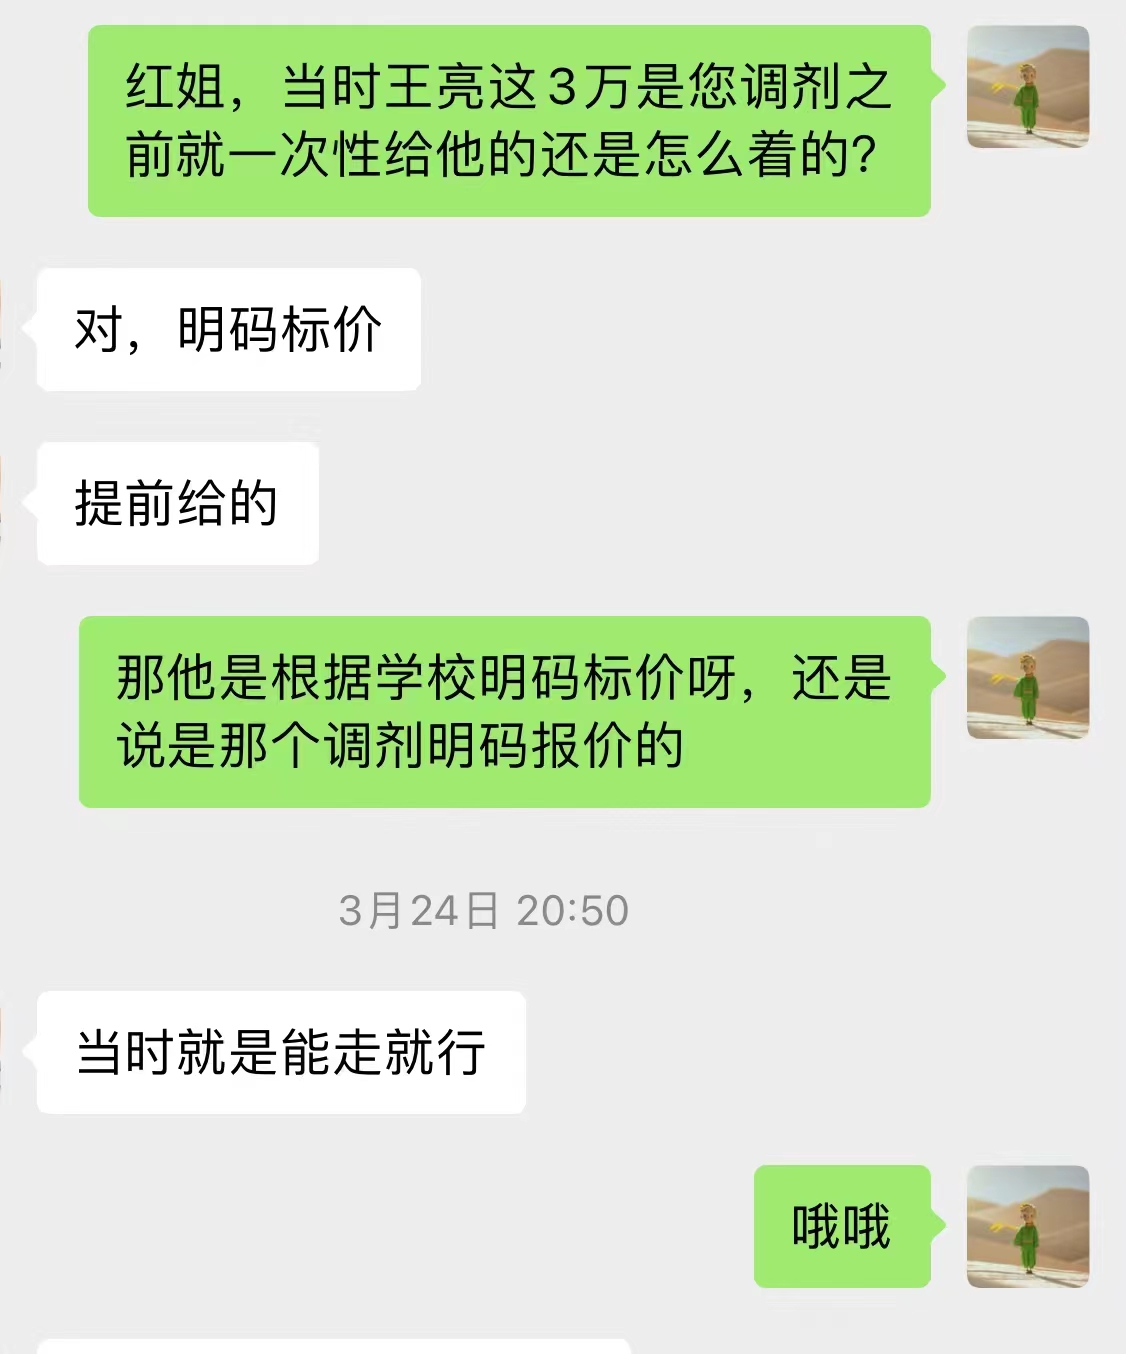 红姐，当时王亮这3万是您调剂之
前就一次性给他的还是怎么着的?
对，明码标价
提前给的
那他是根据学校明码标价呀，还是
说是那个调剂明码报价的
3月24日 20:50
当时就是能走就行
哦哦